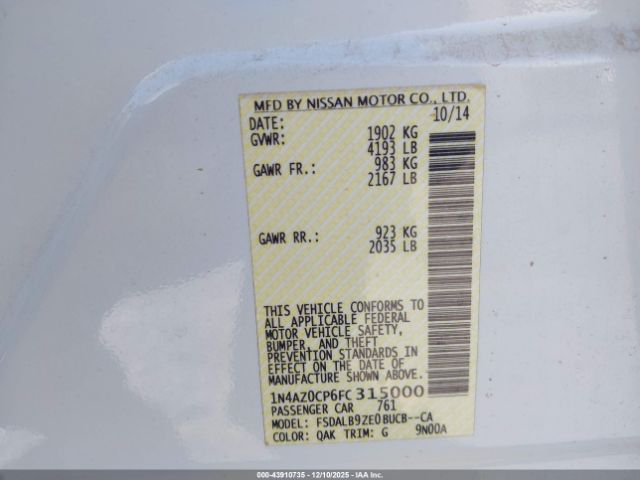 MFD BY NISSAN MOTOR CO., LTD.
DATE: 10/14
GVWR: 1902 KG
4193 LB
GAWR FR.: 983 KG
2167 LB
GAWR RR.: 923 KG
2035 LB
THIS VEHICLE CONFORMS TO
ALL APPLICABLE FEDERAL
MOTOR VEHICLE SAFETY,
BUMPER, AND THEFT
PREVENTION STANDARDS IN
EFFECT ON THE DATE OF
MANUFACTURE SHOWN ABOVE.
1N4AZ0CP6FC315000
PASSENGER CAR 761
MODEL: FSDALB9ZE0BUCB--CA
COLOR: QAK TRIM: G 9N00A
000-43910735 - 12/10/2025 - IAA Inc.